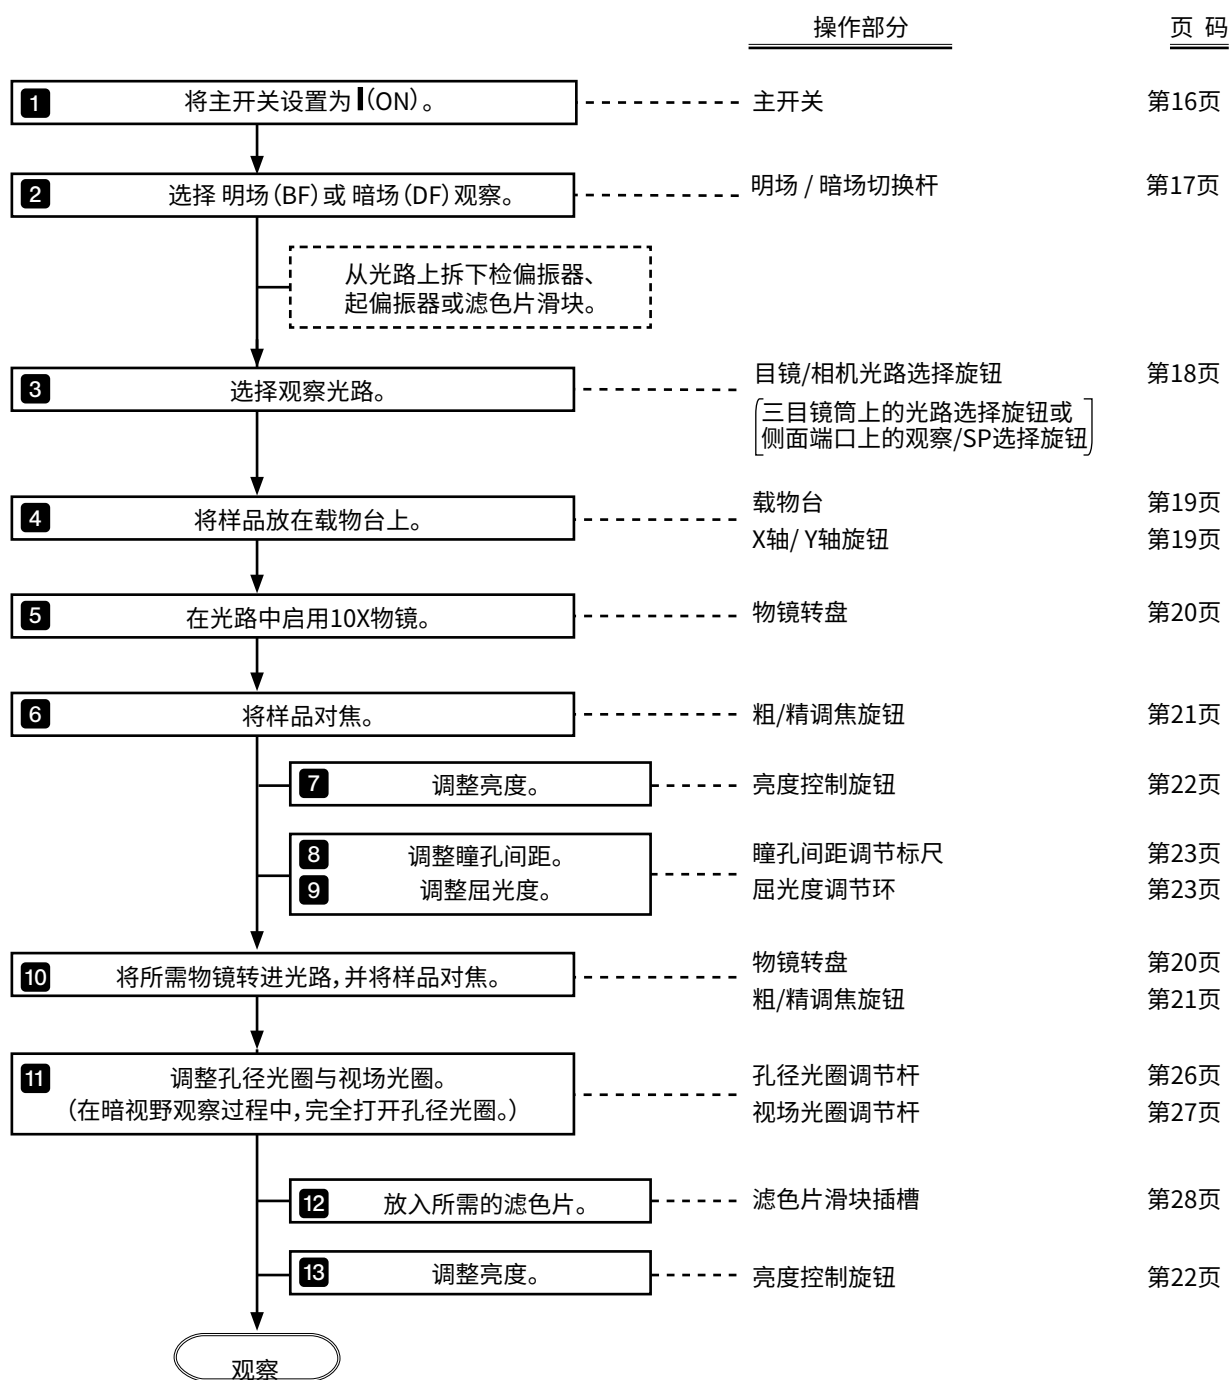 操作部分 页 码
1 将主开关设置为 I(ON)。 主开关 第16页
2 选择 明场(BF)或 暗场(DF)观察。 明场 / 暗场切换杆 第17页
从光路上拆下检偏振器、
起偏振器或滤色片滑块。
3 选择观察光路。 目镜/相机光路选择旋钮 第18页
三目镜筒上的光路选择旋钮或
侧面端口上的观察/SP选择旋钮
4 将样品放在载物台上。 载物台 第19页
X轴/ Y轴旋钮 第19页
5 在光路中启用10X物镜。 物镜转盘 第20页
6 将样品对焦。 粗/精调焦旋钮 第21页
7 调整亮度。 亮度控制旋钮 第22页
8 调整瞳孔间距。 瞳孔间距调节标尺 第23页
9 调整屈光度。 屈光度调节环 第23页
10 将所需物镜转进光路,并将样品对焦。 物镜转盘 第20页
粗/精调焦旋钮 第21页
11 调整孔径光圈与视场光圈。 孔径光圈调节杆 第26页
(在暗视野观察过程中,完全打开孔径光圈。) 视场光圈调节杆 第27页
12 放入所需的滤色片。 滤色片滑块插槽 第28页
13 调整亮度。 亮度控制旋钮 第22页
观察